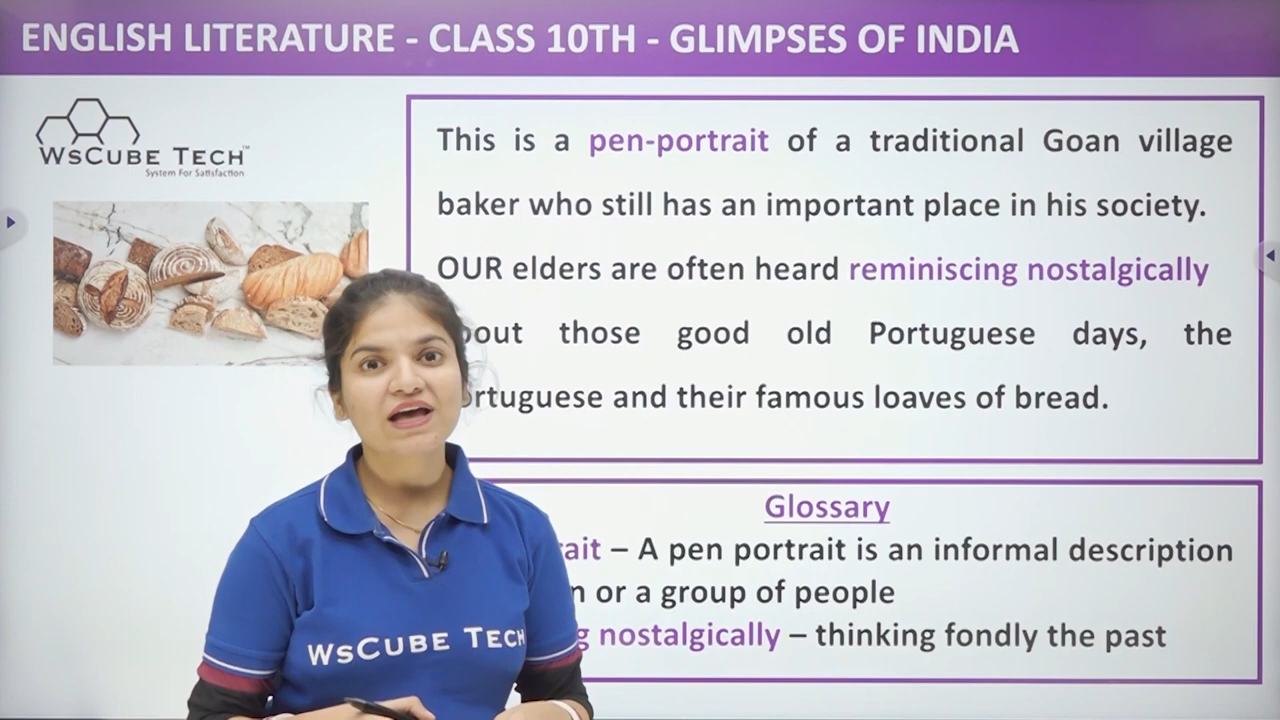 ENGLISH LITERATURE - CLASS 10TH - GLIMPSES OF INDIA
WSCUBE TECH™
System For Satisfaction
This is a pen-portrait of a traditional Goan village
baker who still has an important place in his society.
OUR elders are often heard reminiscing nostalgically
bout those good old Portuguese days, the
rtuguese and their famous loaves of bread.
Glossary
rait – A pen portrait is an informal description
n or a group of people
g nostalgically – thinking fondly the past
WSCUBE TECH